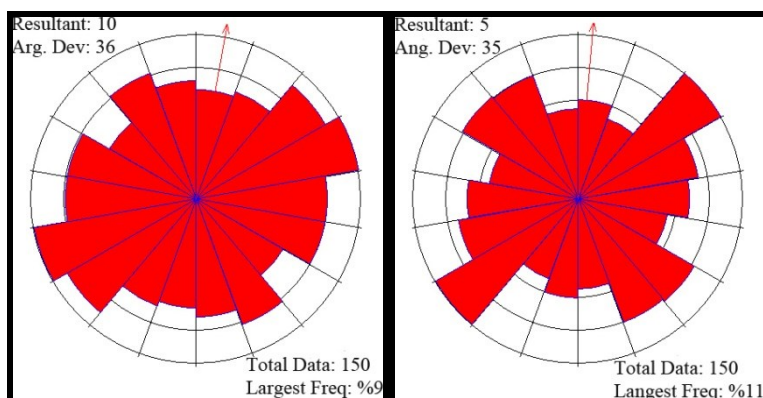 Resultant: 10
Arg. Dev: 36
Total Data: 150
Largest Freq: %9
Resultant: 5
Ang. Dev: 35
Total Data: 150
Langest Freq: %11